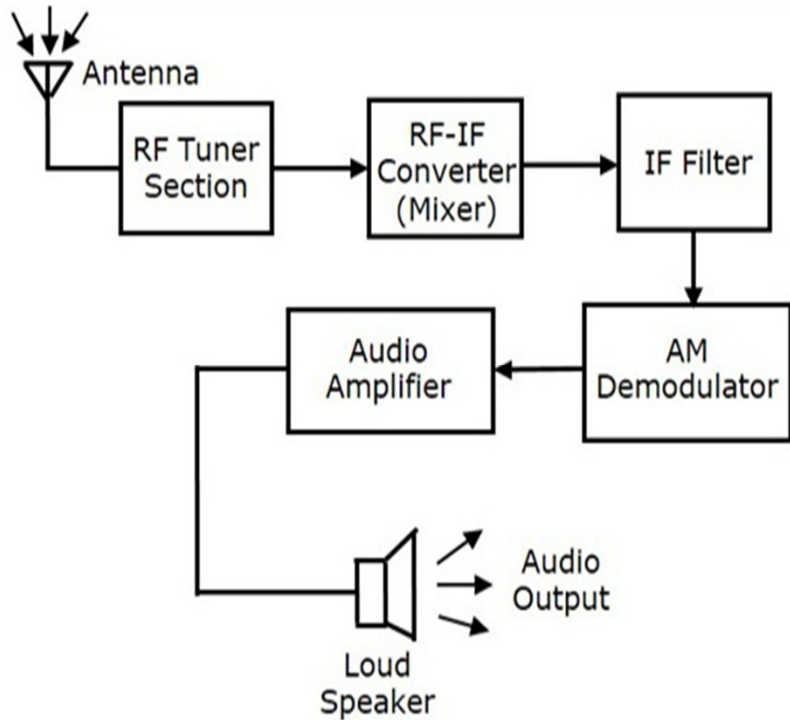 Antenna
RF Tuner
Section
RF-IF
Converter
(Mixer)
IF Filter
AM
Demodulator
Audio
Amplifier
Loud
Speaker
Audio
Output